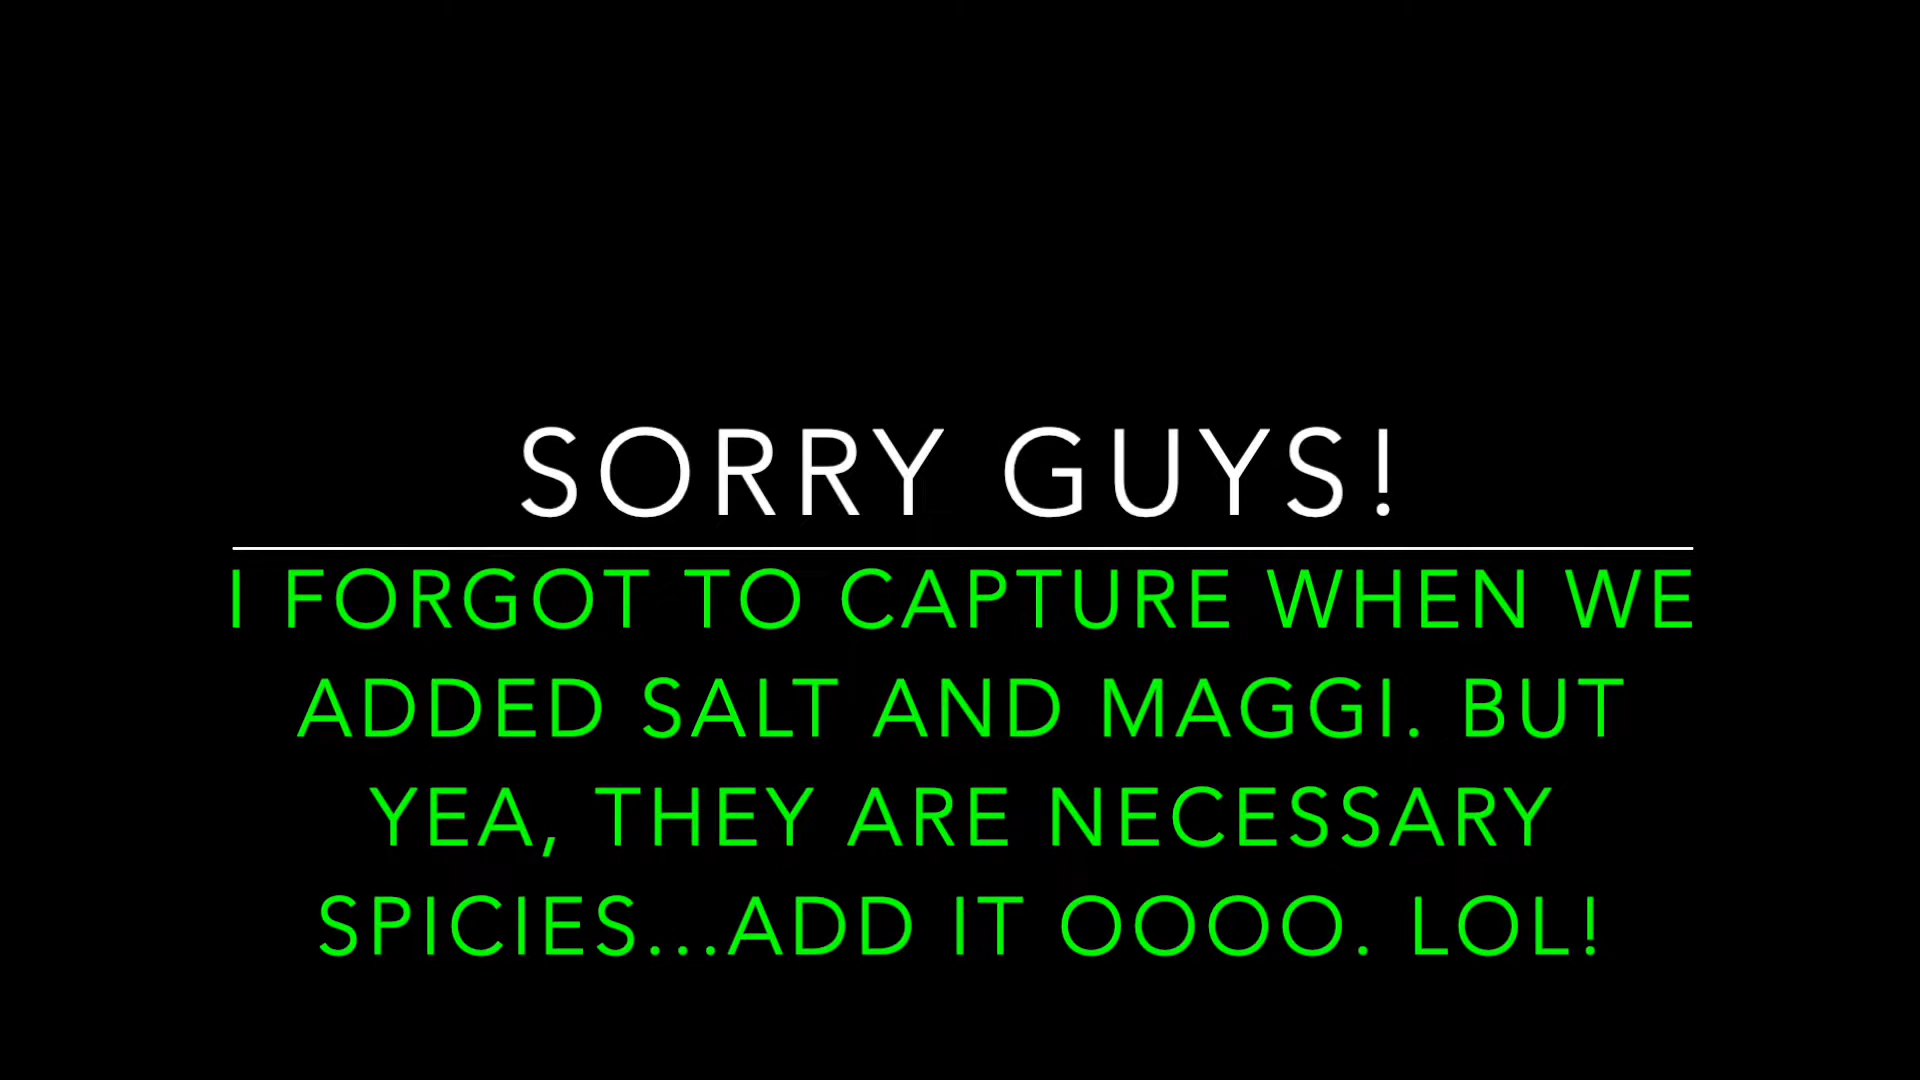 SORRY GUYS!
I FORGOT TO CAPTURE WHEN WE
ADDED SALT AND MAGGI. BUT
YEA, THEY ARE NECESSARY
SPICIES...ADD IT OOOO. LOL!